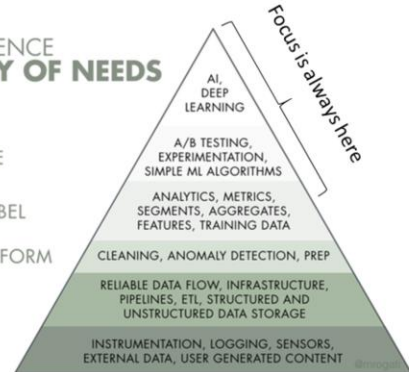 ENCE
Y OF NEEDS
Focus is always here
AI,
DEEP
LEARNING
E
A/B TESTING,
EXPERIMENTATION,
SIMPLE ML ALGORITHMS
BEL
ANALYTICS, METRICS,
SEGMENTS, AGGREGATES,
FEATURES, TRAINING DATA
FORM
CLEANING, ANOMALY DETECTION, PREP
RELIABLE DATA FLOW, INFRASTRUCTURE,
PIPELINES, ETL, STRUCTURED AND
UNSTRUCTURED DATA STORAGE
INSTRUMENTATION, LOGGING, SENSORS,
EXTERNAL DATA, USER GENERATED CONTENT
@mrogati